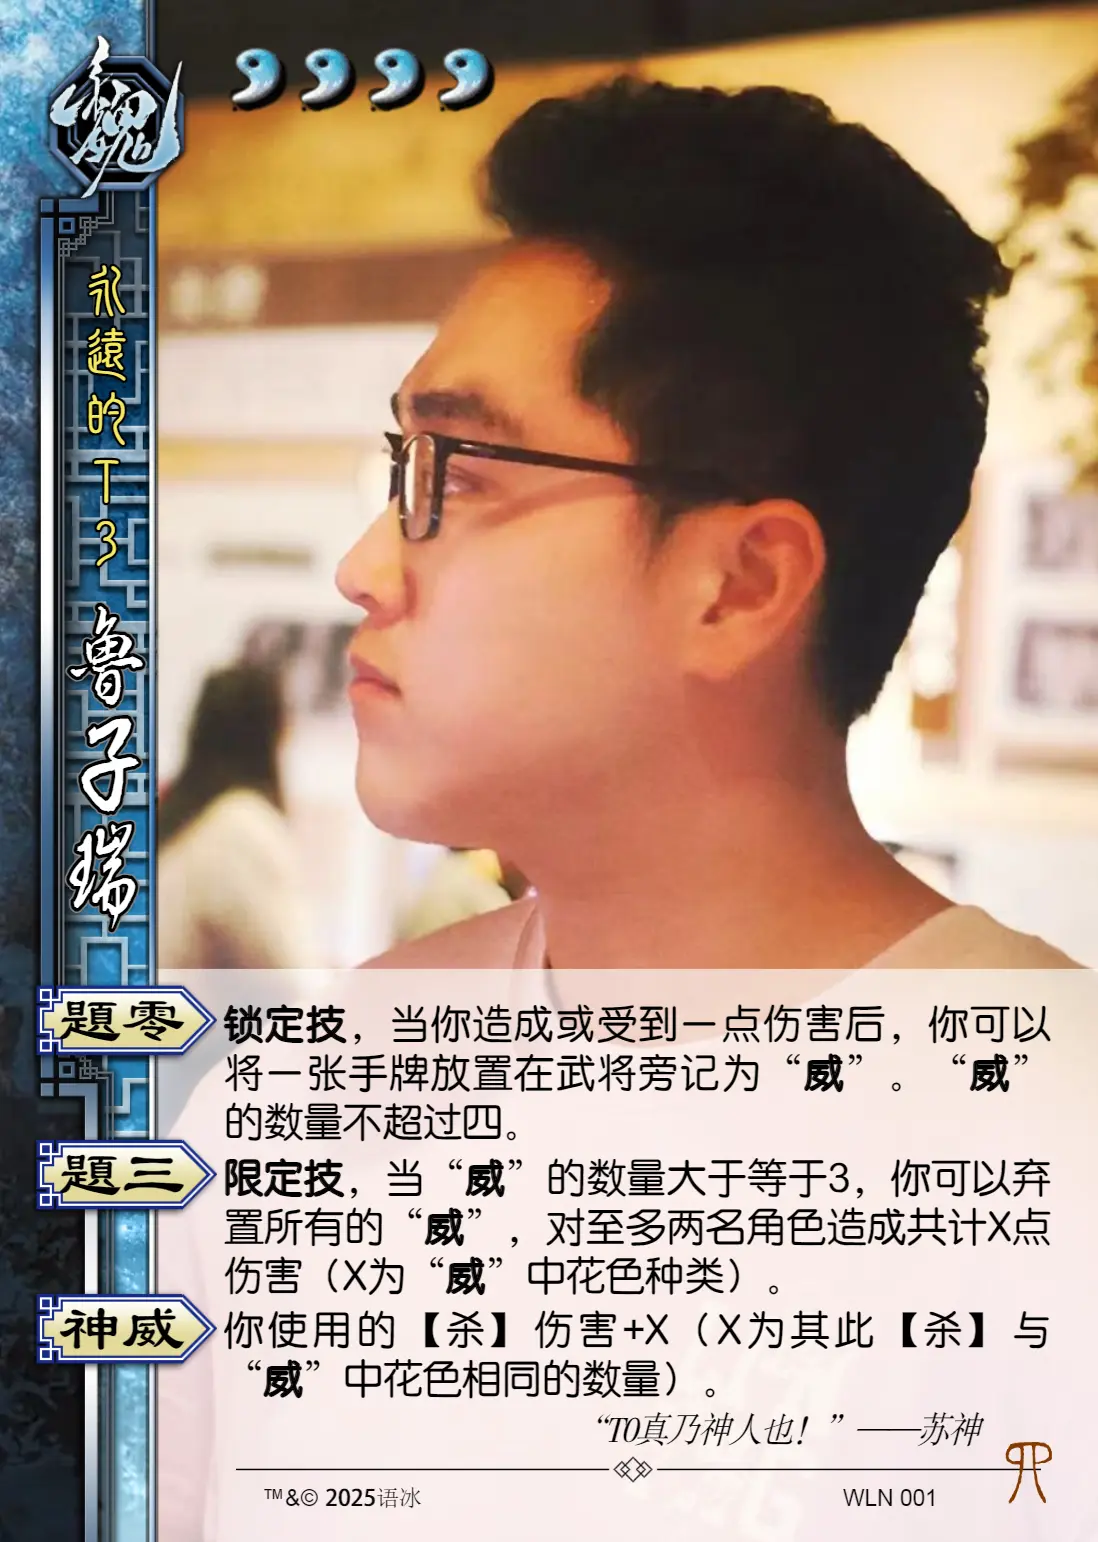 魏
永遠的T3
魯子瑞
題零
锁定技，当你造成或受到一点伤害后，你可以
将一张手牌放置在武将旁记为“威”。“威”
的数量不超过四。
題三
限定技，当“威”的数量大于等于3，你可以弃
置所有的“威”，对至多两名角色造成共计X点
伤害（X为“威”中花色种类）。
神威
你使用的【杀】伤害+X（X为其此【杀】与
“威”中花色相同的数量）。
“T0真乃神人也！”——苏神
™&© 2025语冰
WLN 001